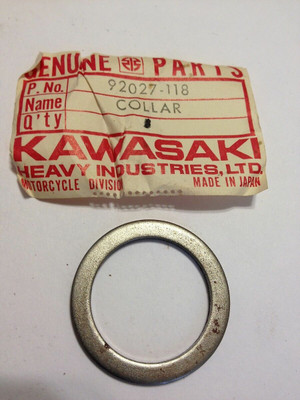 GENUINE PARTS
P. No. 92027-118
Name COLLAR
Q'ty
KAWASAKI
HEAVY INDUSTRIES, LTD.
MOTORCYCLE DIVISION MADE IN JAPAN